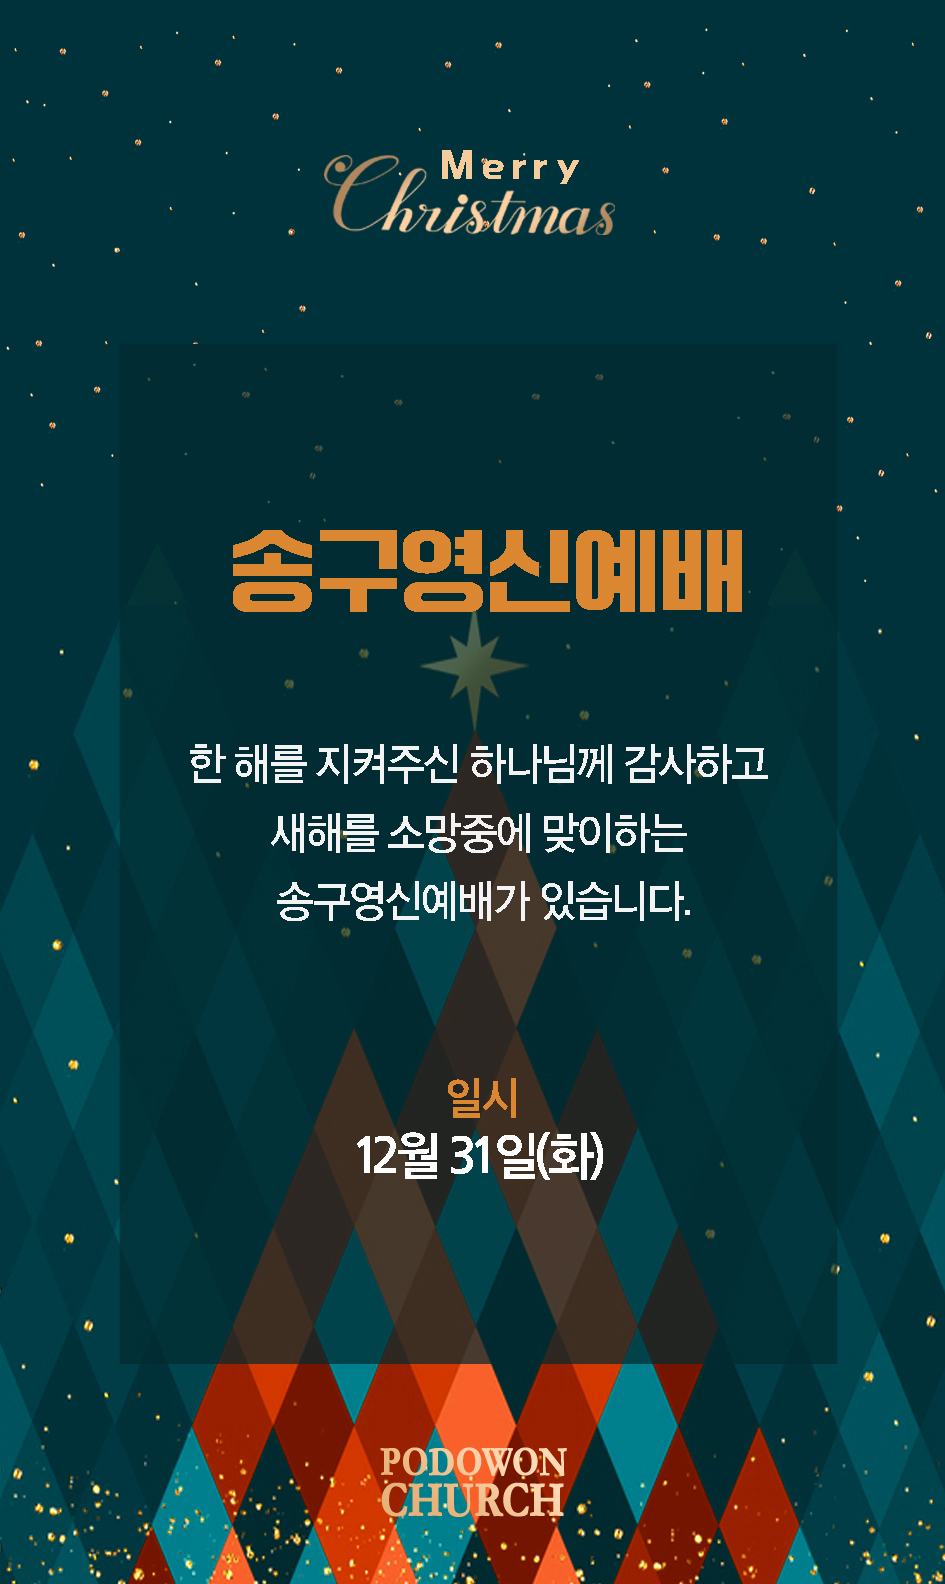 Merry
Christmas
송구영신예배
한 해를 지켜주신 하나님께 감사하고
새해를 소망중에 맞이하는
송구영신예배가 있습니다.
일시
12월 31일(화)
PODOWON
CHURCH